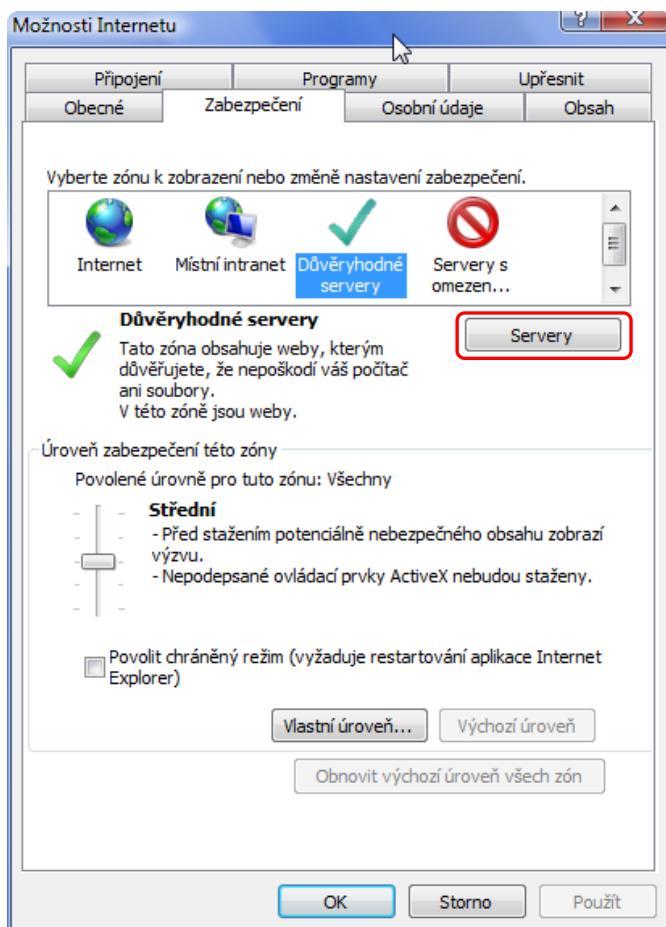 Možnosti Internetu
?
X
Připojení
Programy
Upřesnit
Obecné
Zabezpečení
Osobní údaje
Obsah
Vyberte zónu k zobrazení nebo změně nastavení zabezpečení.
Internet
Místní intranet
Důvěryhodné
servery
Servery s
omezen...
Důvěryhodné servery
Servery
Tato zóna obsahuje weby, kterým
důvěřujete, že nepoškodí váš počítač
ani soubory.
V této zóně jsou weby.
Úroveň zabezpečení této zóny
Povolené úrovně pro tuto zónu: Všechny
Střední
- Před stažením potenciálně nebezpečného obsahu zobrazí
výzvu.
- Nepodepsané ovládací prvky ActiveX nebudou staženy.
Povolit chráněný režim (vyžaduje restartování aplikace Internet
Explorer)
Vlastní úroveň...
Výchozí úroveň
Obnovit výchozí úroveň všech zón
OK
Storno
Použít